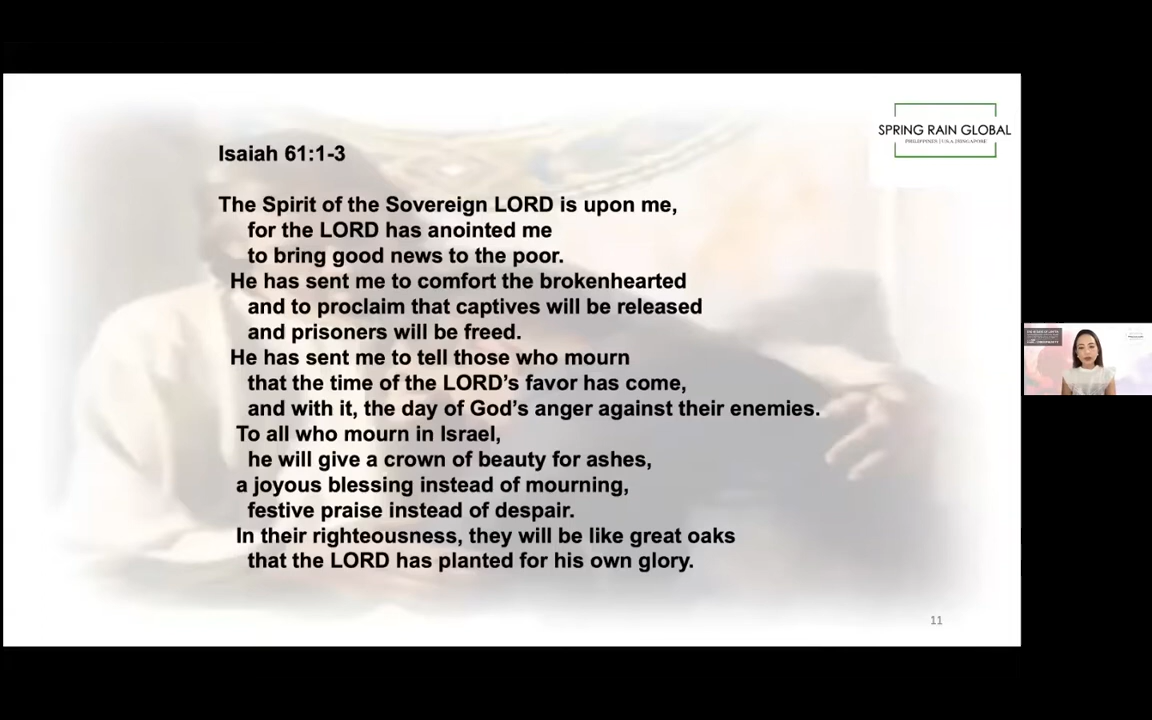 SPRING RAIN GLOBAL
PHILIPPINES | USA | SINGAPOSE
Isaiah 61:1-3
The Spirit of the Sovereign LORD is upon me,
for the LORD has anointed me
to bring good news to the poor.
He has sent me to comfort the brokenhearted
and to proclaim that captives will be released
and prisoners will be freed.
He has sent me to tell those who mourn
that the time of the LORD’s favor has come,
and with it, the day of God’s anger against their enemies.
To all who mourn in Israel,
he will give a crown of beauty for ashes,
a joyous blessing instead of mourning,
festive praise instead of despair.
In their righteousness, they will be like great oaks
that the LORD has planted for his own glory.
11